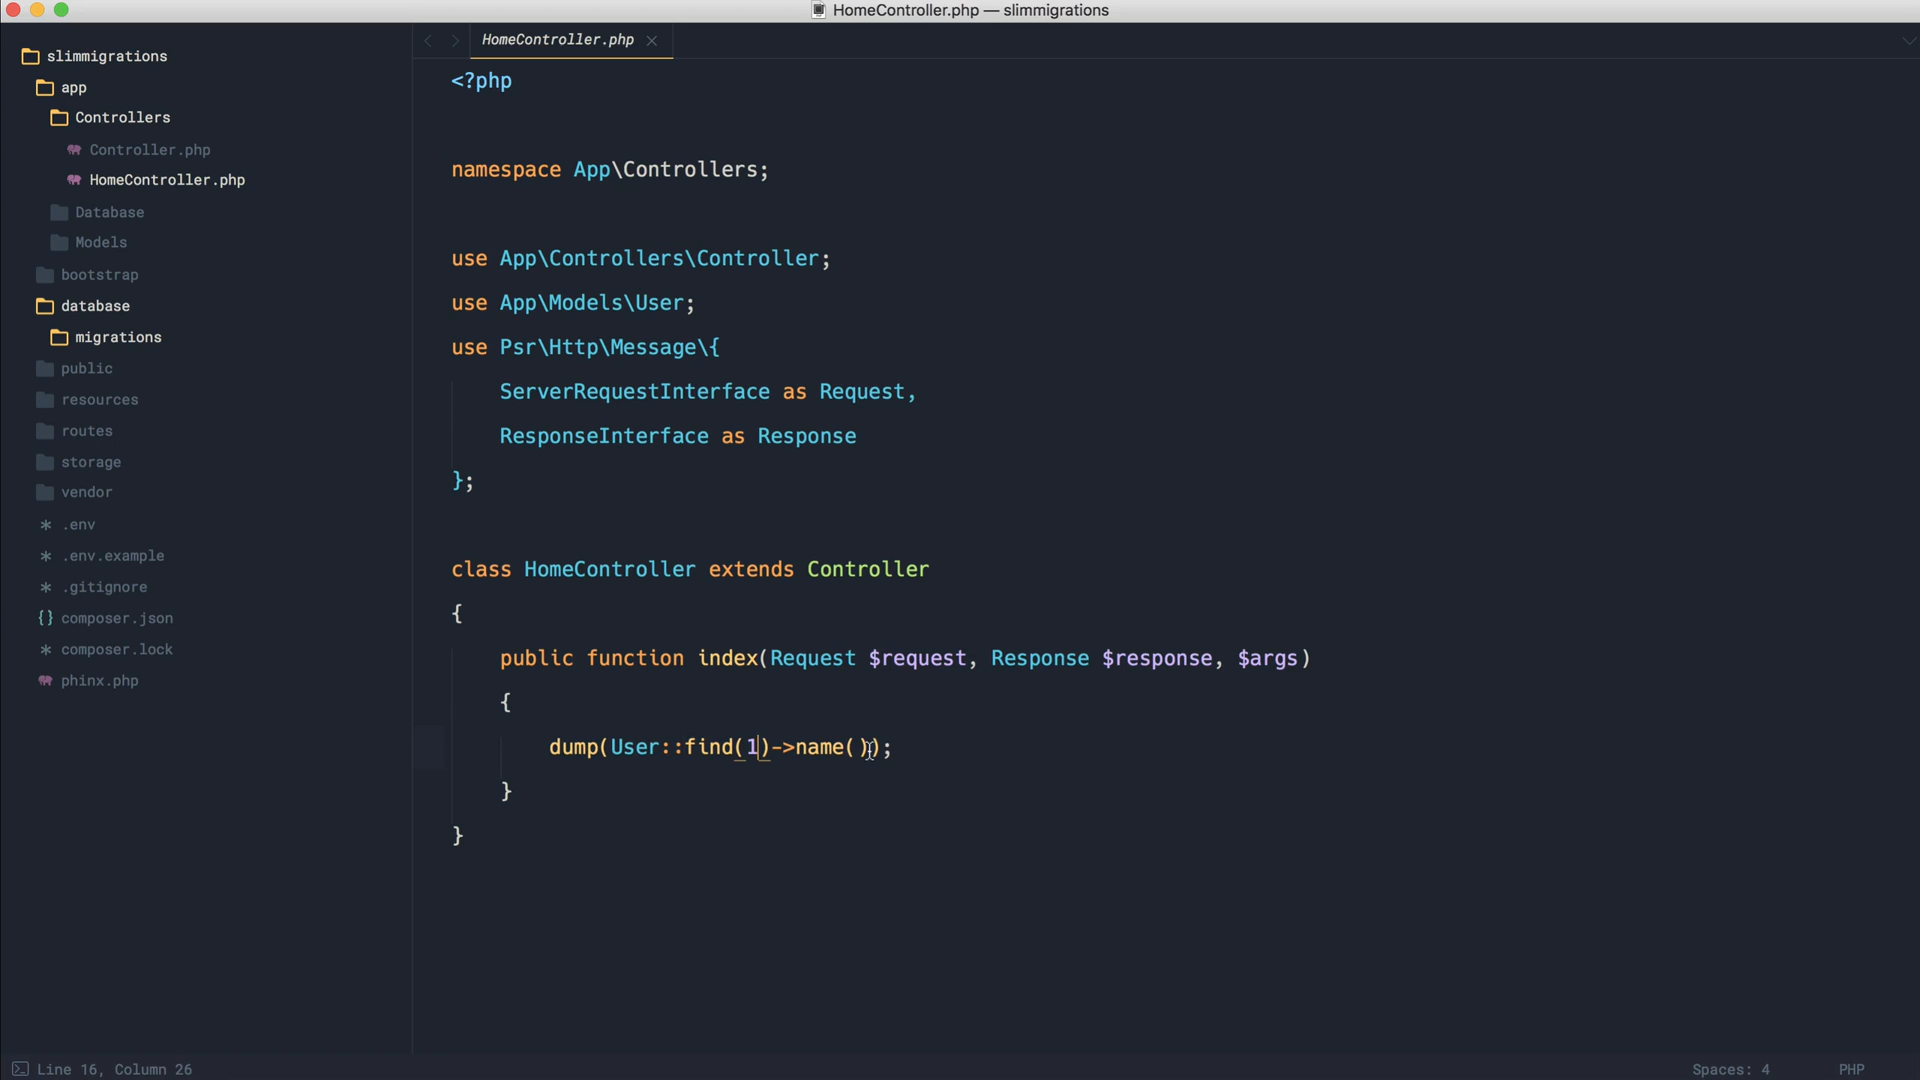 HomeController.php — slimmigrations
slimmigrations
app
Controllers
Controller.php
HomeController.php
Database
Models
bootstrap
database
migrations
public
resources
routes
storage
vendor
.env
.env.example
.gitignore
composer.json
composer.lock
phinx.php
HomeController.php
<?php
namespace App\Controllers;
use App\Controllers\Controller;
use App\Models\User;
use Psr\Http\Message\{
ServerRequestInterface as Request,
ResponseInterface as Response
};
class HomeController extends Controller
{
public function index(Request $request, Response $response, $args)
{
dump(User::find(1)->name());
}
}
Line 16, Column 26
Spaces: 4
PHP